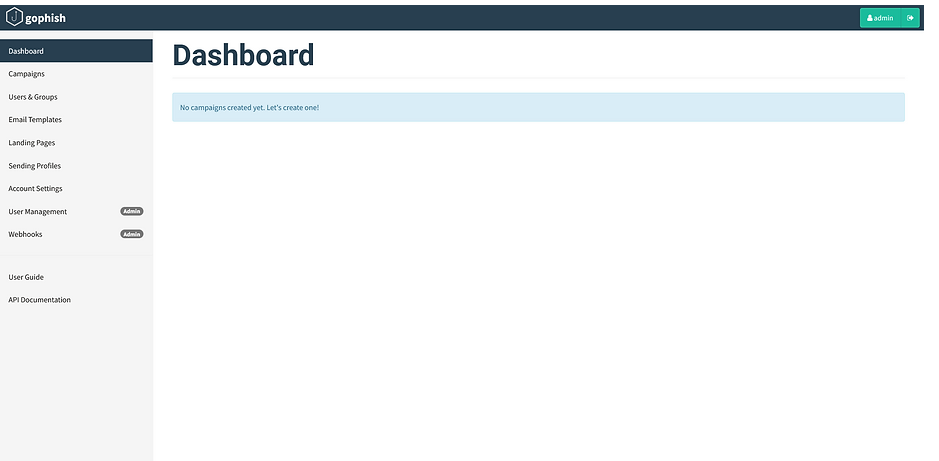 gophish
admin
Dashboard
Campaigns
Users & Groups
Email Templates
Landing Pages
Sending Profiles
Account Settings
User Management Admin
Webhooks Admin
User Guide
API Documentation
Dashboard
No campaigns created yet. Let's create one!